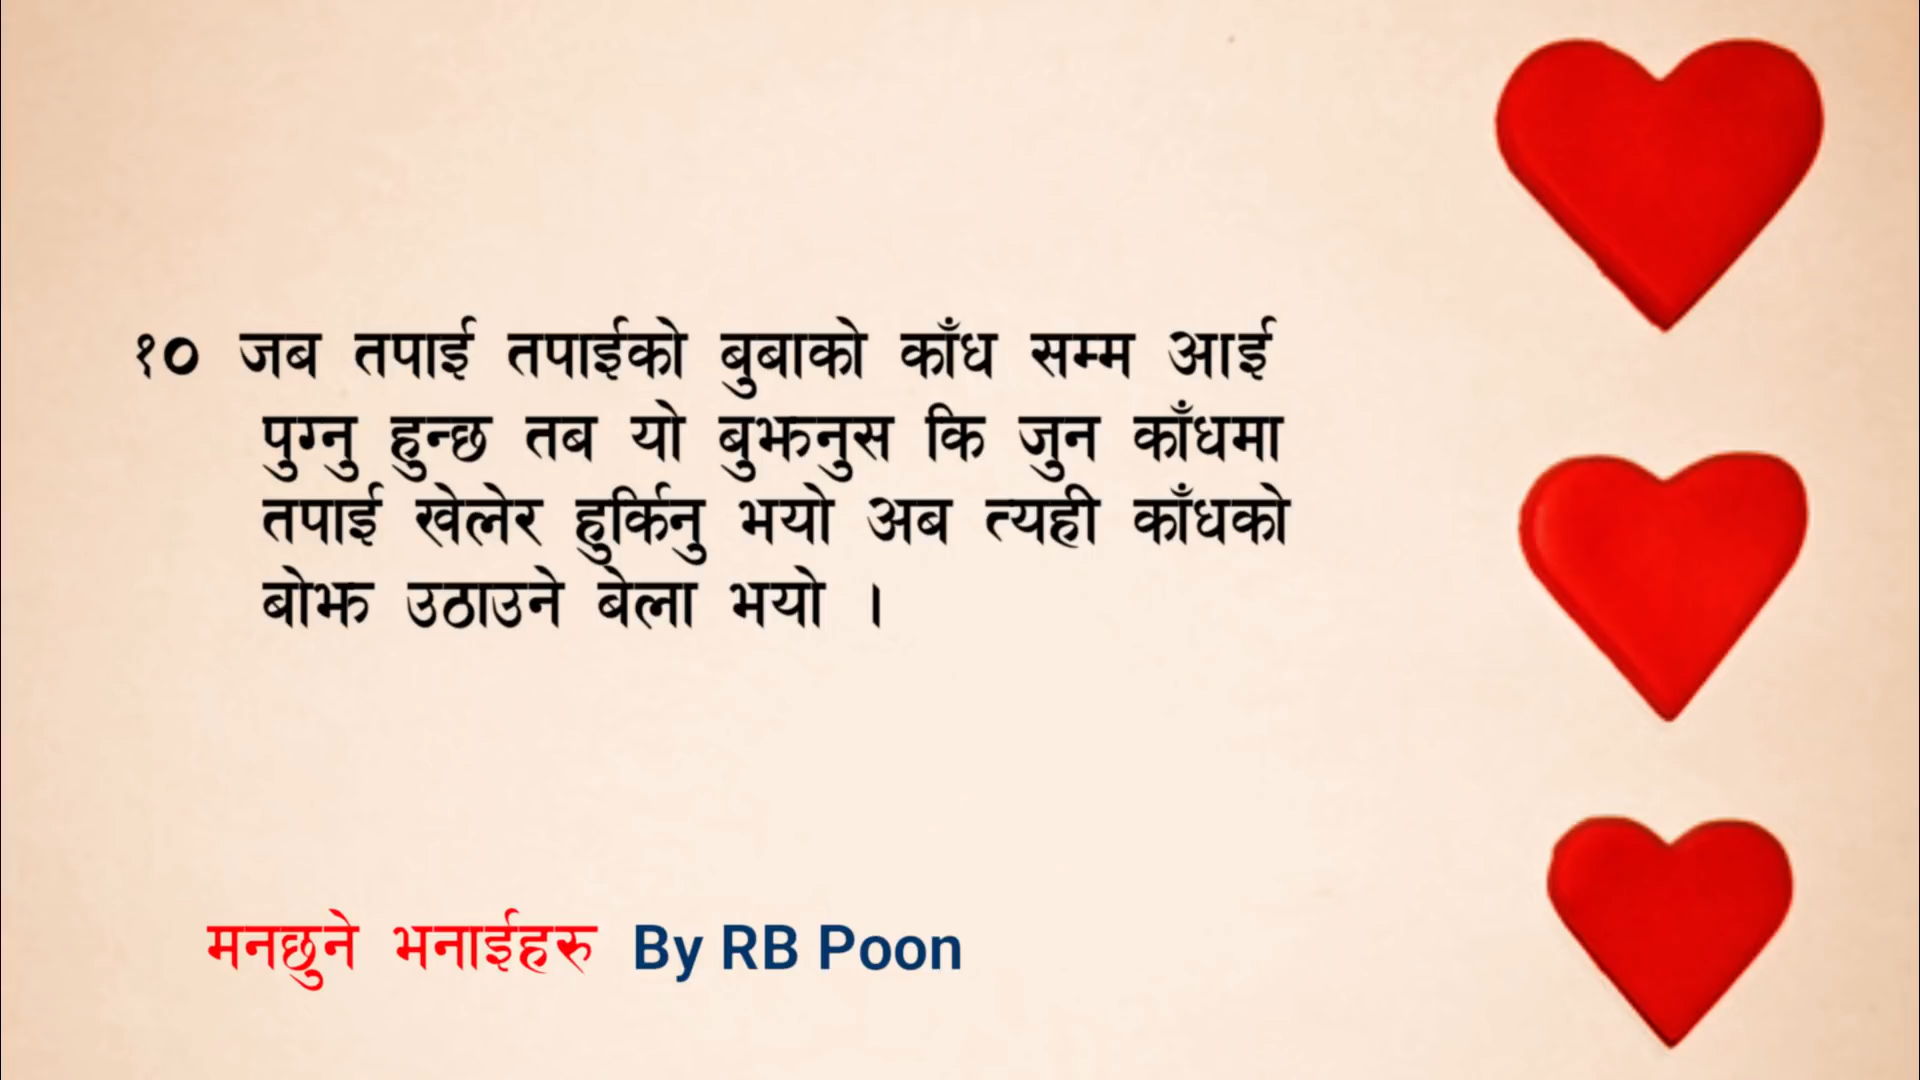 १० जब तपाई तपाईको बुबाको काँध सम्म आई
पुग्नु हुन्छ तब यो बुझनुस कि जुन काँधमा
तपाई खेलेर हुर्किनु भयो अब त्यही काँधको
बोझ उठाउने बेला भयो ।
मनछुने भनाईहरु By RB Poon